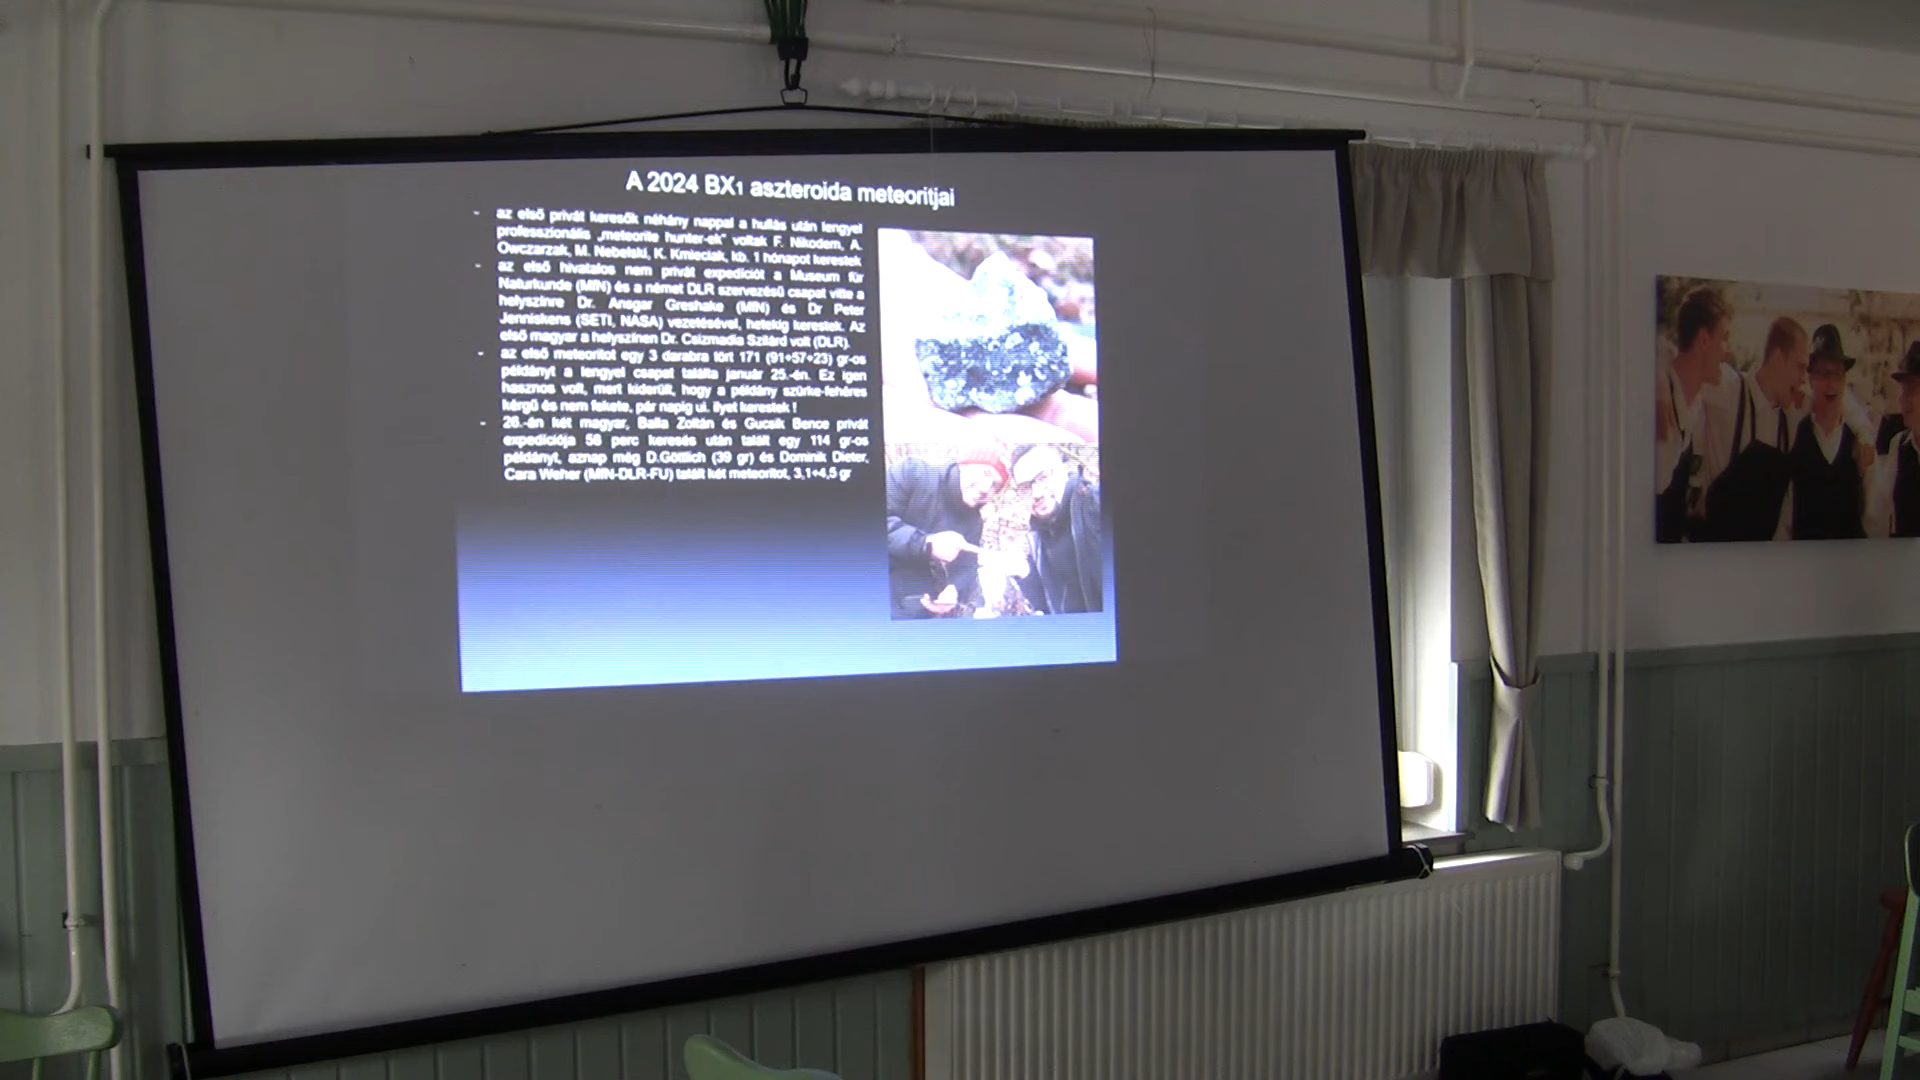 A 2024 BX1 aszteroida meteoritjai
- az első privát keresők néhány nappal a hullás után lengyel
professzionális „meteorite hunter-ek” voltak F. Nikodem, A.
Owczarzak, M. Nebelski, K. Kmieciak, kb. 1 hónapot kerestek
- az első hivatalos nem privát expedíciót a Museum für
Naturkunde (MfN) és a német DLR szervezésű csapat vitte a
helyszínre Dr. Ansgar Greshake (MfN) és Dr Peter
Jenniskens (SETI, NASA) vezetésével, hetekig kerestek. Az
első magyar a helyszínen Dr. Csizmadia Szilárd volt (DLR).
- az első meteoritot egy 3 darabra tört 171 (91+57+23) gr-os
példányt a lengyel csapat találta január 25.-én. Ez igen
hasznos volt, mert kiderült, hogy a példány szürke-fehéres
kérgű és nem fekete, pár napig ui. ilyet kerestek !
- 26.-án két magyar, Balla Zoltán és Gucsik Bence privát
expedíciója 58 perc keresés után talált egy 114 gr-os
példányt, aznap még D.Göttlich (39 gr) és Dominik Dieter,
Cara Weher (MfN-DLR-FU) talált két meteoritot, 3,1+4,5 gr